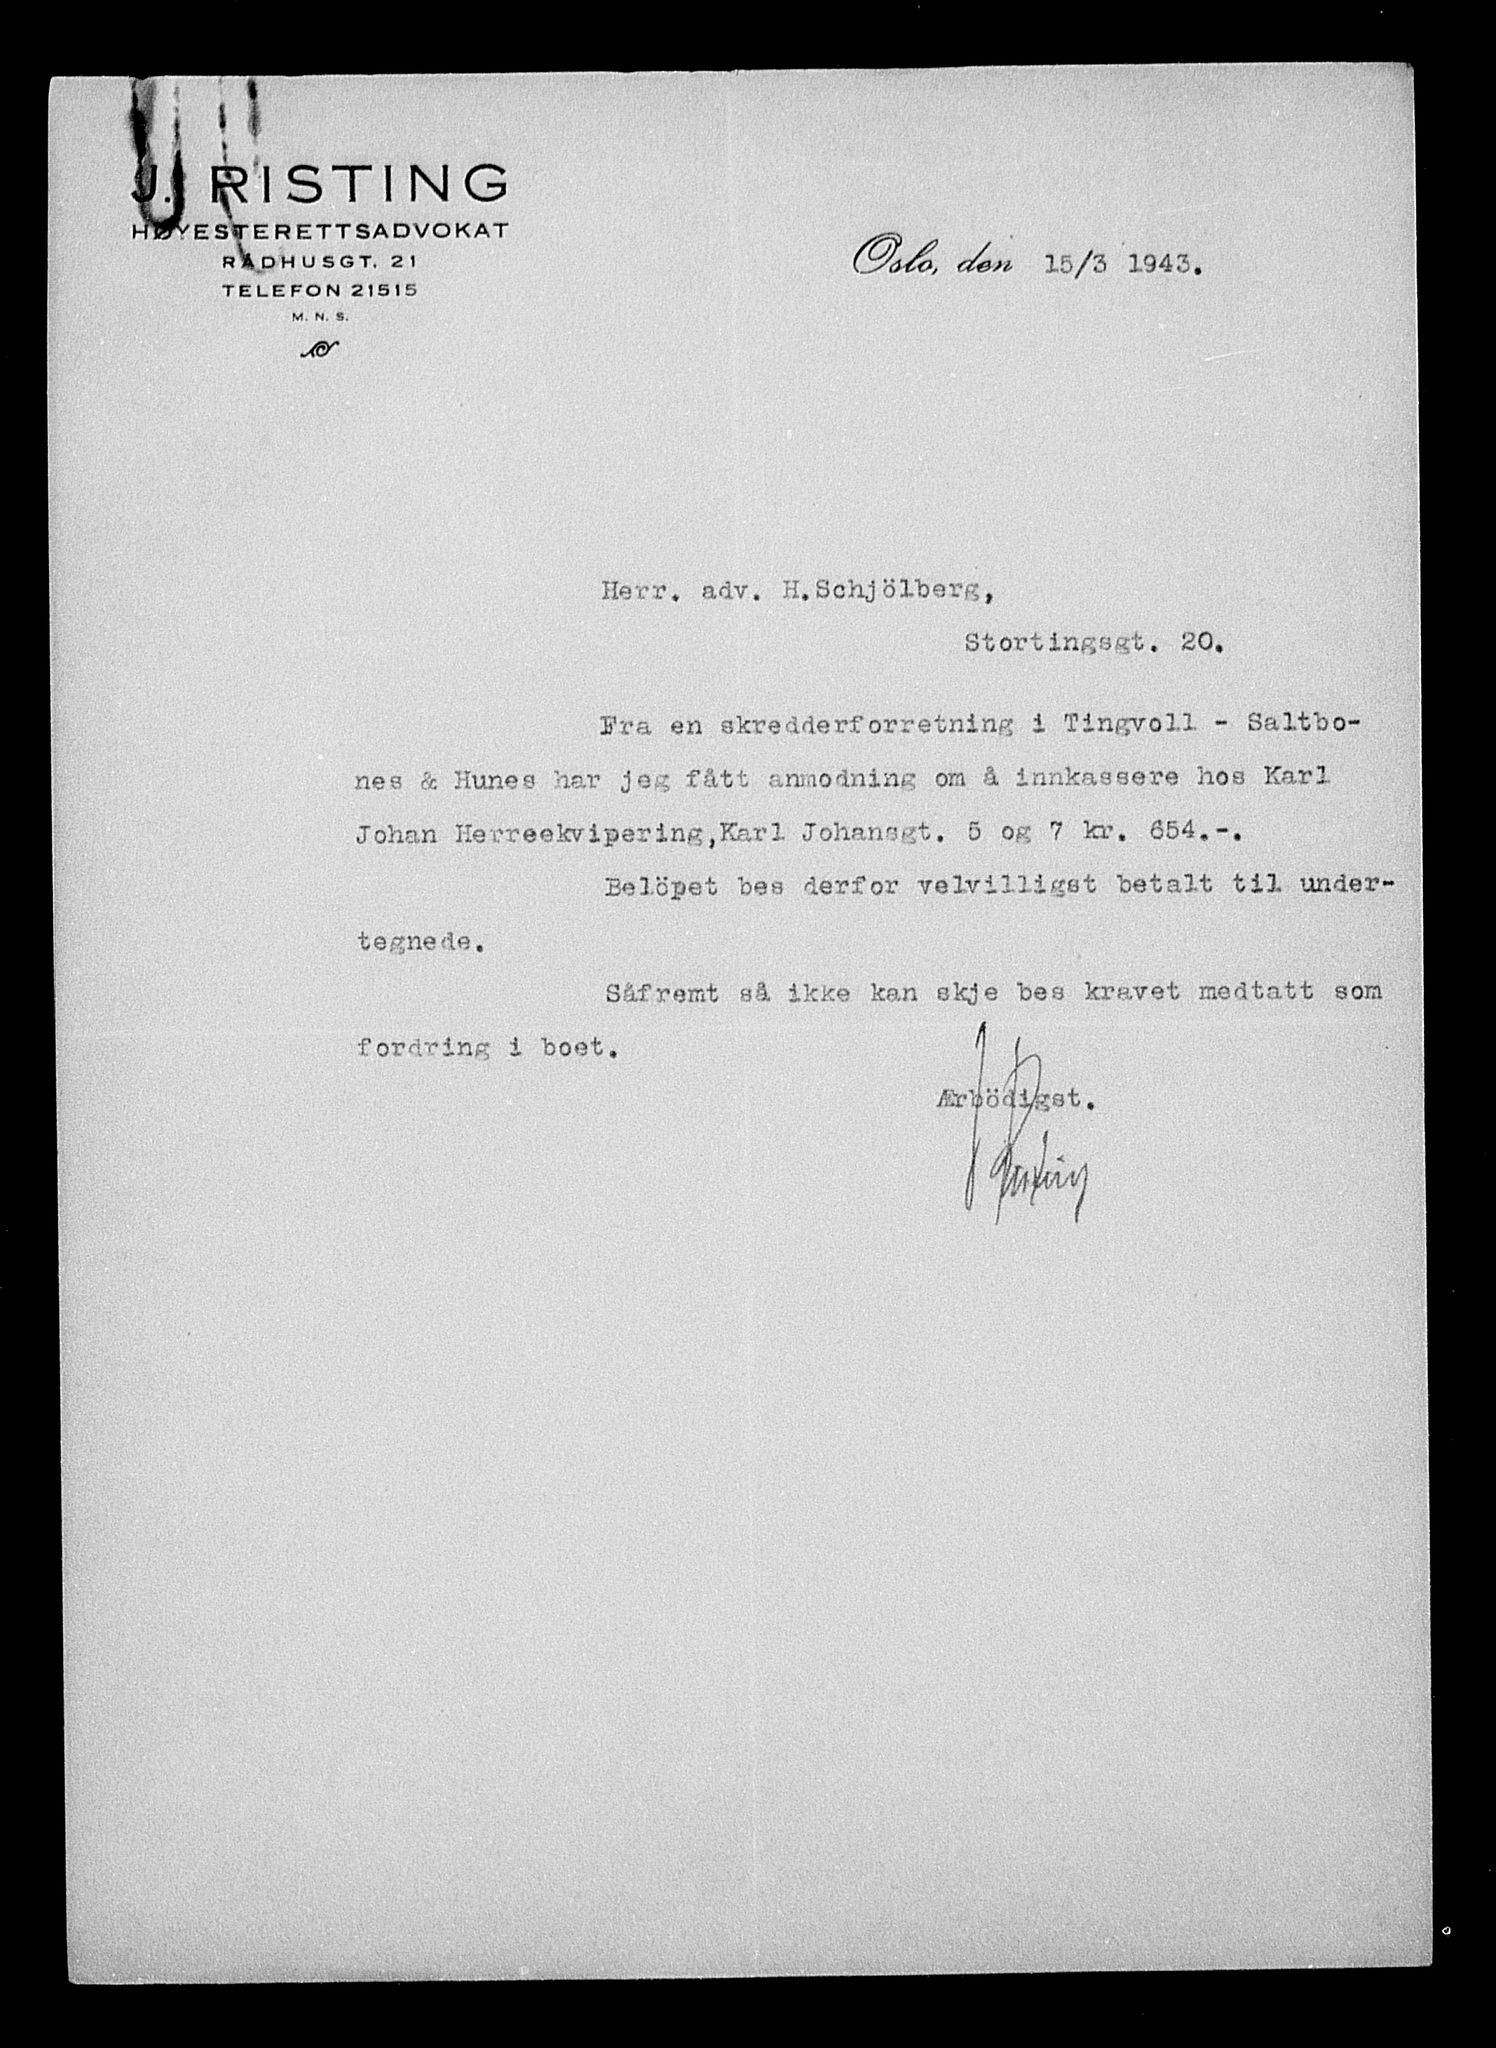 J. RISTING
HØYESTERETTSADVOKAT
RÅDHUSGT. 21
TELEFON 21515
M. N. S.
Oslo, den 15/3 1943.
Herr. adv. H.Schjölberg,
Stortingsgt. 20.
Fra en skredderforretning i Tingvoll - Saltbo-
nes & Hunes har jeg fått anmodning om å innkassere hos Karl
Johan Herreekvipering,Karl Johansgt. 5 og 7 kr. 654.-.
Belöpet bes derfor velvilligst betalt til under-
tegnede.
Såfremt så ikke kan skje bes kravet medtatt som
fordring i boet.
Ærbödigst.
J Risting